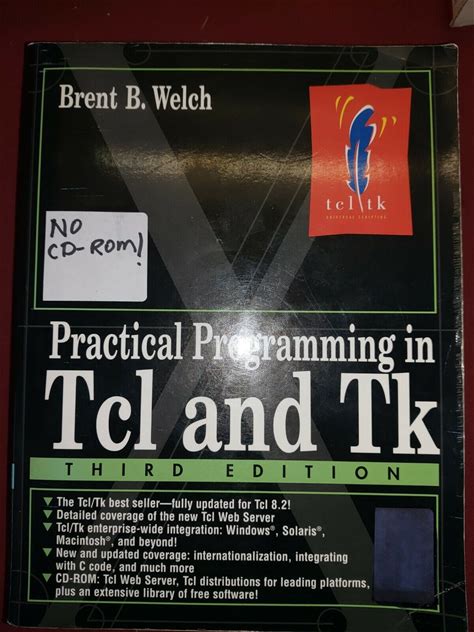 Brent B. Welch
tcl tk
UNIVERSAL SCRIPTING
NO
CD-ROM!
Practical Programming in
Tcl and Tk
THIRD EDITION
The Tcl/Tk best seller—fully updated for Tcl 8.2!
Detailed coverage of the new Tcl Web Server
Tcl/Tk enterprise-wide integration: Windows®, Solaris®,
Macintosh®, and beyond!
New and updated coverage: internationalization, integrating
with C code, and much more
CD-ROM: Tcl Web Server, Tcl distributions for leading platforms,
plus an extensive library of free software!